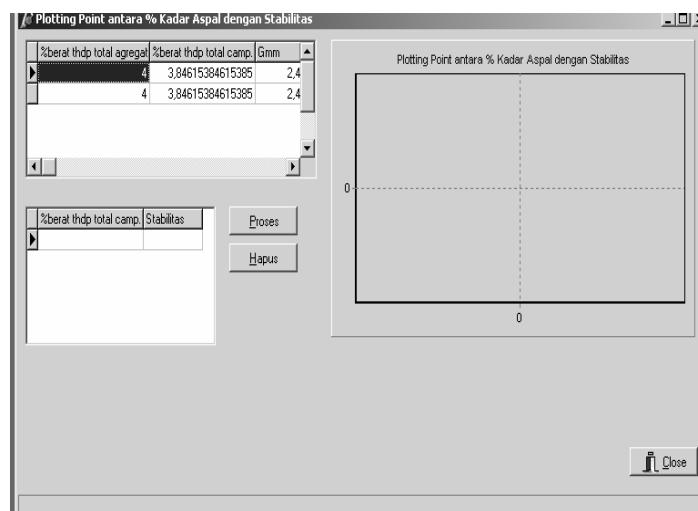 Plotting Point antara % Kadar Aspal dengan Stabilitas
%berat thdp total agregat %berat thdp total camp. Gmm
4 3,84615384615385 2,4
4 3,84615384615385 2,4
Plotting Point antara % Kadar Aspal dengan Stabilitas
0
0
%berat thdp total camp. Stabilitas
Proses
Hapus
Close